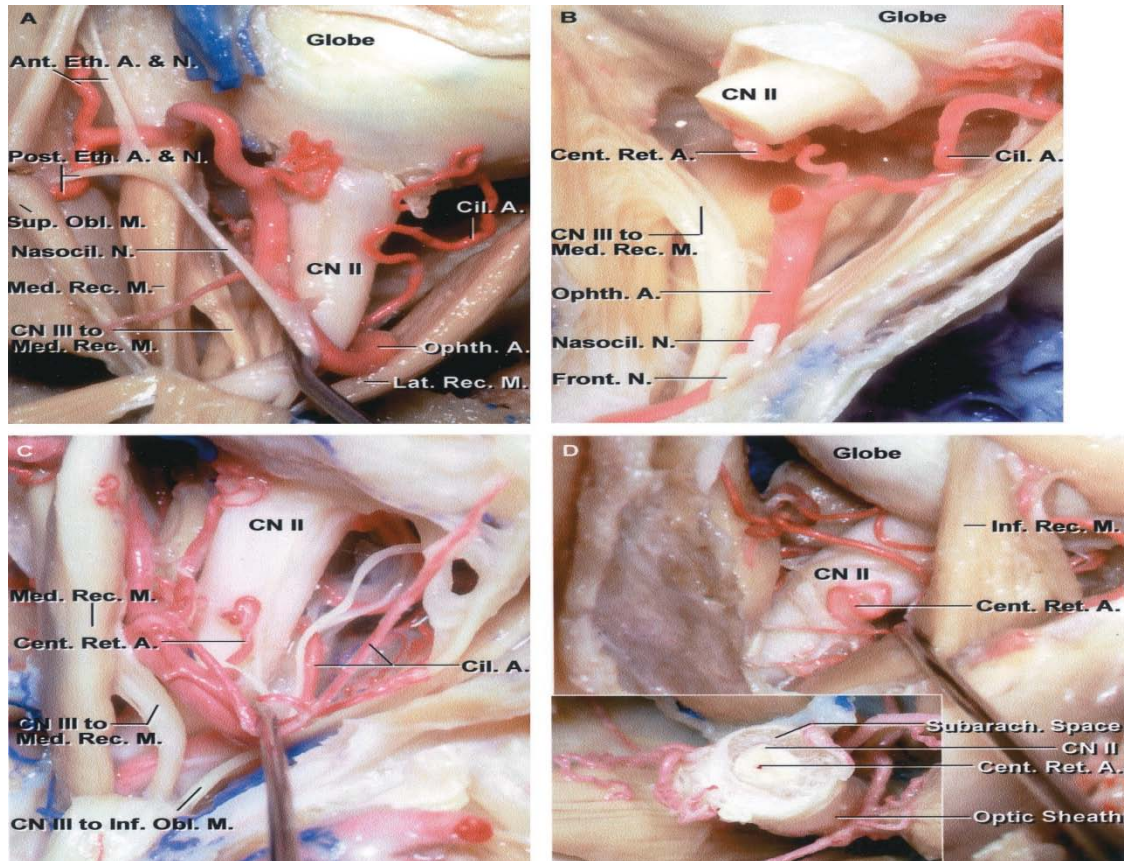 A
Globe
Ant. Eth. A. & N.
Post. Eth. A. & N.
Sup. Obl. M.
Nasocil. N.
Cil. A.
CN II
Med. Rec. M.
CN III to
Med. Rec. M.
Ophth. A.
Lat. Rec. M.
B
Globe
CN II
Cent. Ret. A.
Cil. A.
CN III to
Med. Rec. M.
Ophth. A.
Nasocil. N.
Front. N.
C
CN II
Med. Rec. M.
Cent. Ret. A.
Cil. A.
CN III to
Med. Rec. M.
CN III to Inf. Obl. M.
D
Globe
Inf. Rec. M.
CN II
Cent. Ret. A.
Subarach. Space
CN II
Cent. Ret. A.
Optic Sheath